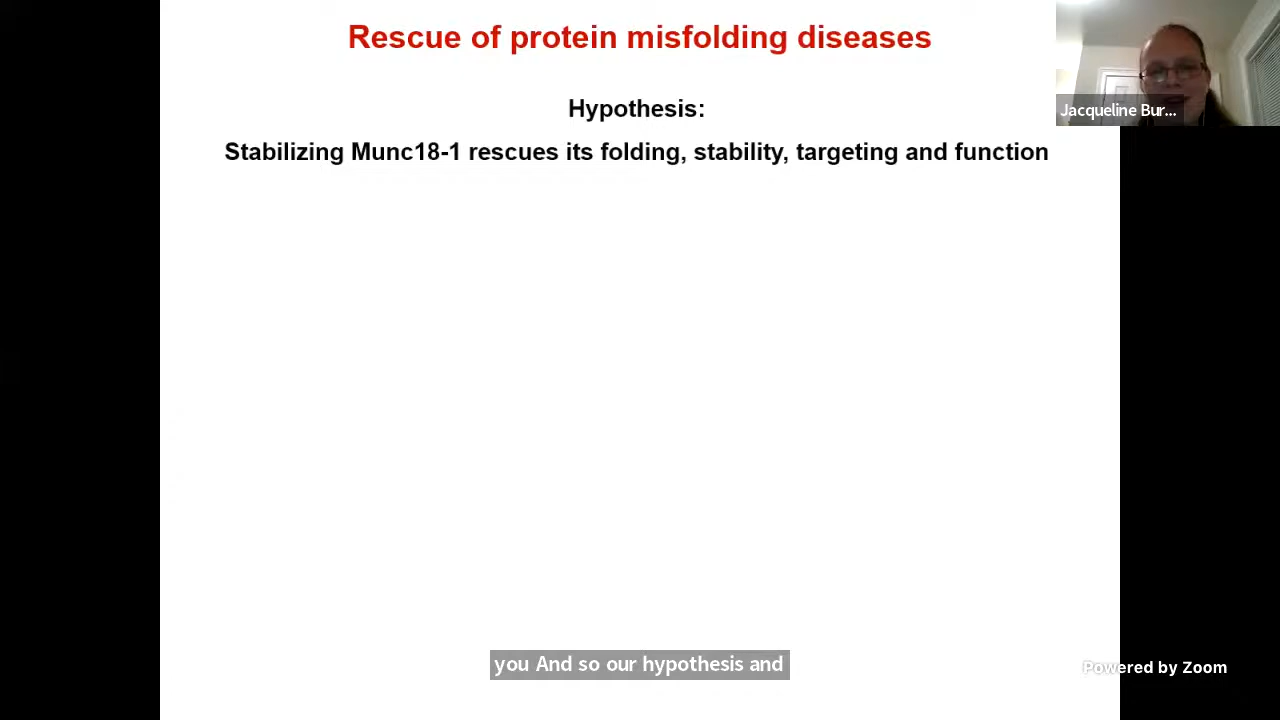 Rescue of protein misfolding diseases
Hypothesis:
Stabilizing Munc18-1 rescues its folding, stability, targeting and function
Jacqueline Bur...
you And so our hypothesis and
Powered by Zoom